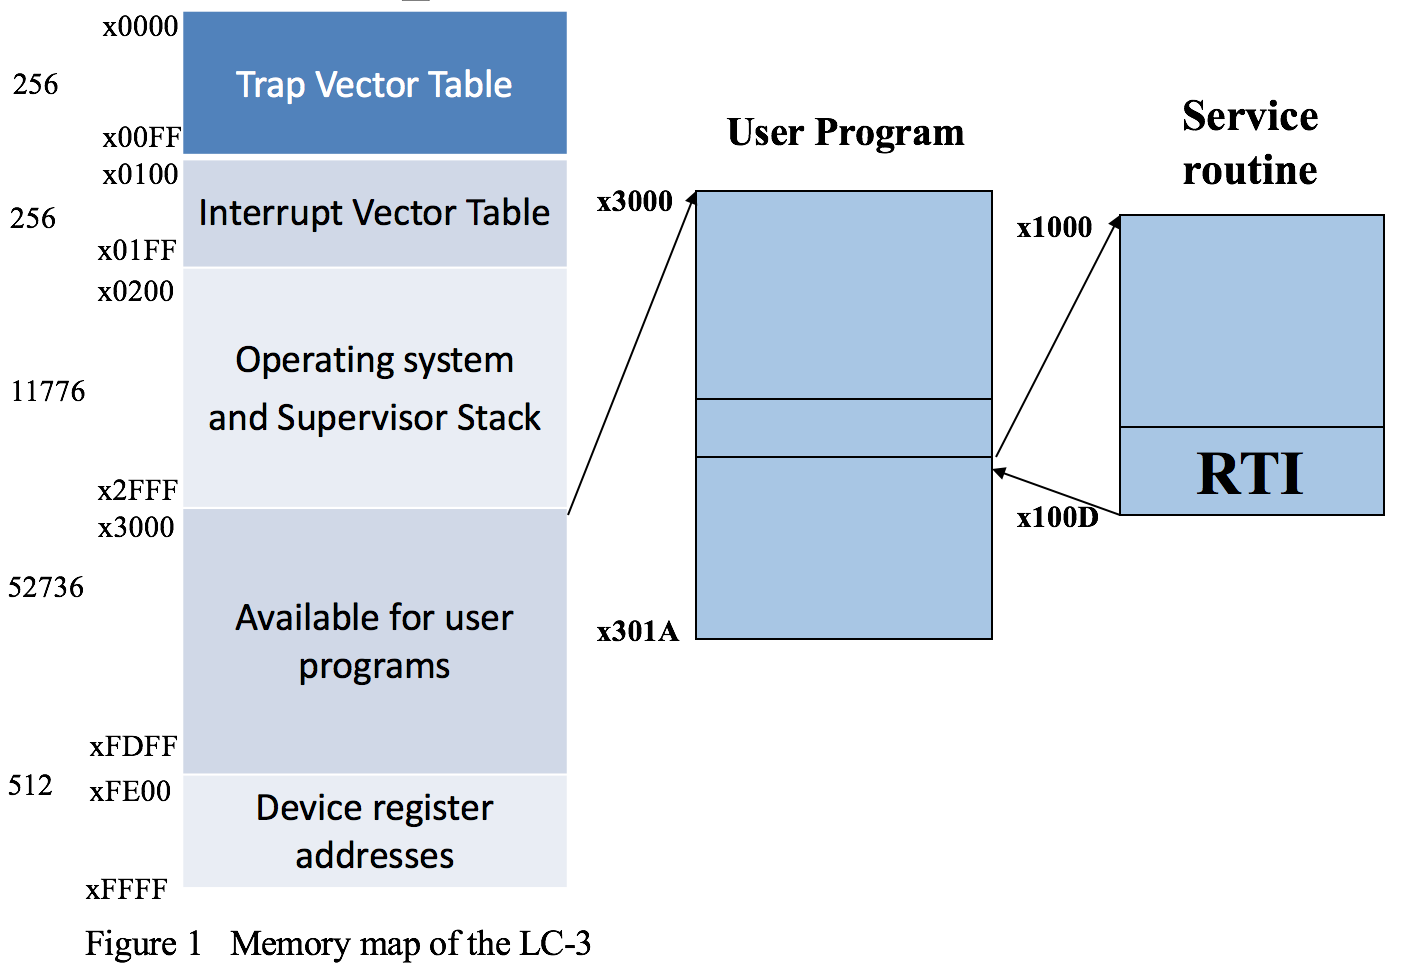 x0000
256
Trap Vector Table
x00FF
x0100
256
Interrupt Vector Table
x01FF
x0200
Operating system
11776
and Supervisor Stack
x2FFF
x3000
52736
Available for user
programs
xFDFF
512
xFE00
Device register
addresses
xFFFF
User Program
x3000
x301A
Service
routine
x1000
RTI
x100D
Figure 1 Memory map of the LC-3